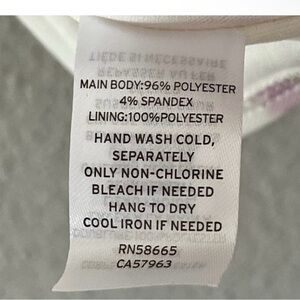 MAIN BODY:96% POLYESTER
4% SPANDEX
LINING:100%POLYESTER
HAND WASH COLD,
SEPARATELY
ONLY NON-CHLORINE
BLEACH IF NEEDED
HANG TO DRY
COOL IRON IF NEEDED
RN58665
CA57963